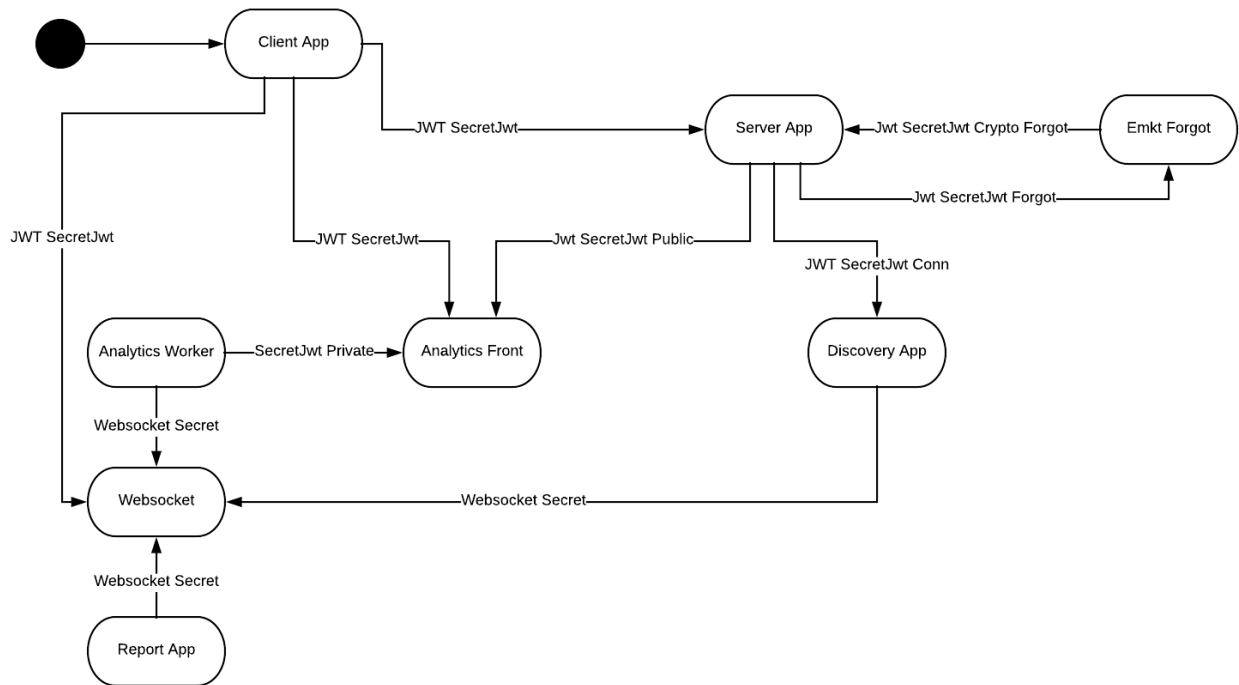 Client App
JWT SecretJwt
Server App
Jwt SecretJwt Crypto Forgot
Emkt Forgot
Jwt SecretJwt Forgot
JWT SecretJwt
JWT SecretJwt
Jwt SecretJwt Public
JWT SecretJwt Conn
Analytics Worker
SecretJwt Private
Analytics Front
Discovery App
Websocket Secret
Websocket
Websocket Secret
Websocket Secret
Report App